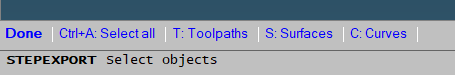 Done Ctrl+A: Select all T: Toolpaths S: Surfaces C: Curves
STEPEXPORT Select objects